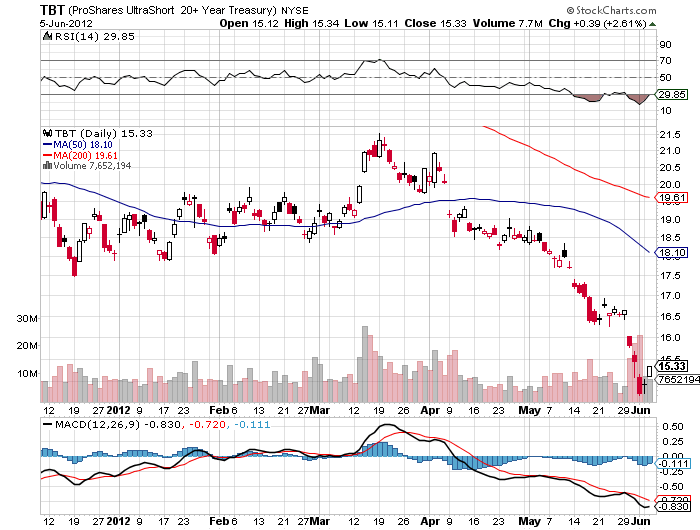 TBT (ProShares UltraShort 20+ Year Treasury) NYSE © StockCharts.com
5-Jun-2012 Open 15.12 High 15.34 Low 15.11 Close 15.33 Volume 7.7M Chg +0.39 (+2.61%)
RSI(14) 29.85
90
70
50
29.85
10
TBT (Daily) 15.33
MA(50) 18.10
MA(200) 19.61
Volume 7,652,194
21.5
21.0
20.5
20.0
19.61
19.0
18.5
18.10
17.5
17.0
16.5
16.0
15.5
15.33
7652194
30M
20M
10M
12 19 27 2012 9 17 23 Feb 6 13 21 27 Mar 12 19 26 Apr 9 16 23 May 7 14 21 29 Jun
MACD(12,26,9) -0.830, -0.720, -0.111
0.50
0.25
0.00
-0.111
-0.25
-0.50
-0.720
-0.830
12 19 27 2012 9 17 23 Feb 6 13 21 27 Mar 12 19 26 Apr 9 16 23 May 7 14 21 29 Jun